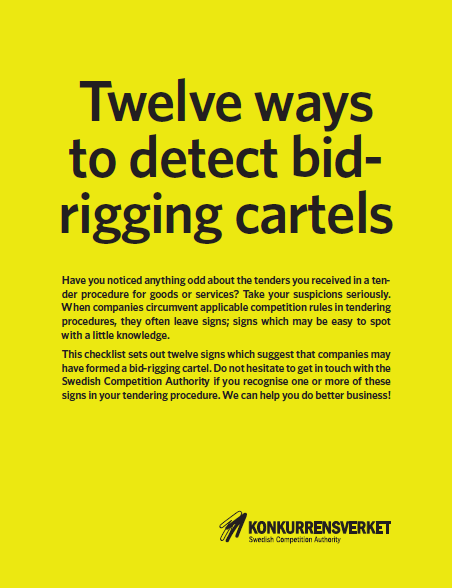 Twelve ways
to detect bid-
rigging cartels
Have you noticed anything odd about the tenders you received in a ten-
der procedure for goods or services? Take your suspicions seriously.
When companies circumvent applicable competition rules in tendering
procedures, they often leave signs; signs which may be easy to spot
with a little knowledge.
This checklist sets out twelve signs which suggest that companies may
have formed a bid-rigging cartel. Do not hesitate to get in touch with the
Swedish Competition Authority if you recognise one or more of these
signs in your tendering procedure. We can help you do better business!
KONKURRENSVERKET
Swedish Competition Authority